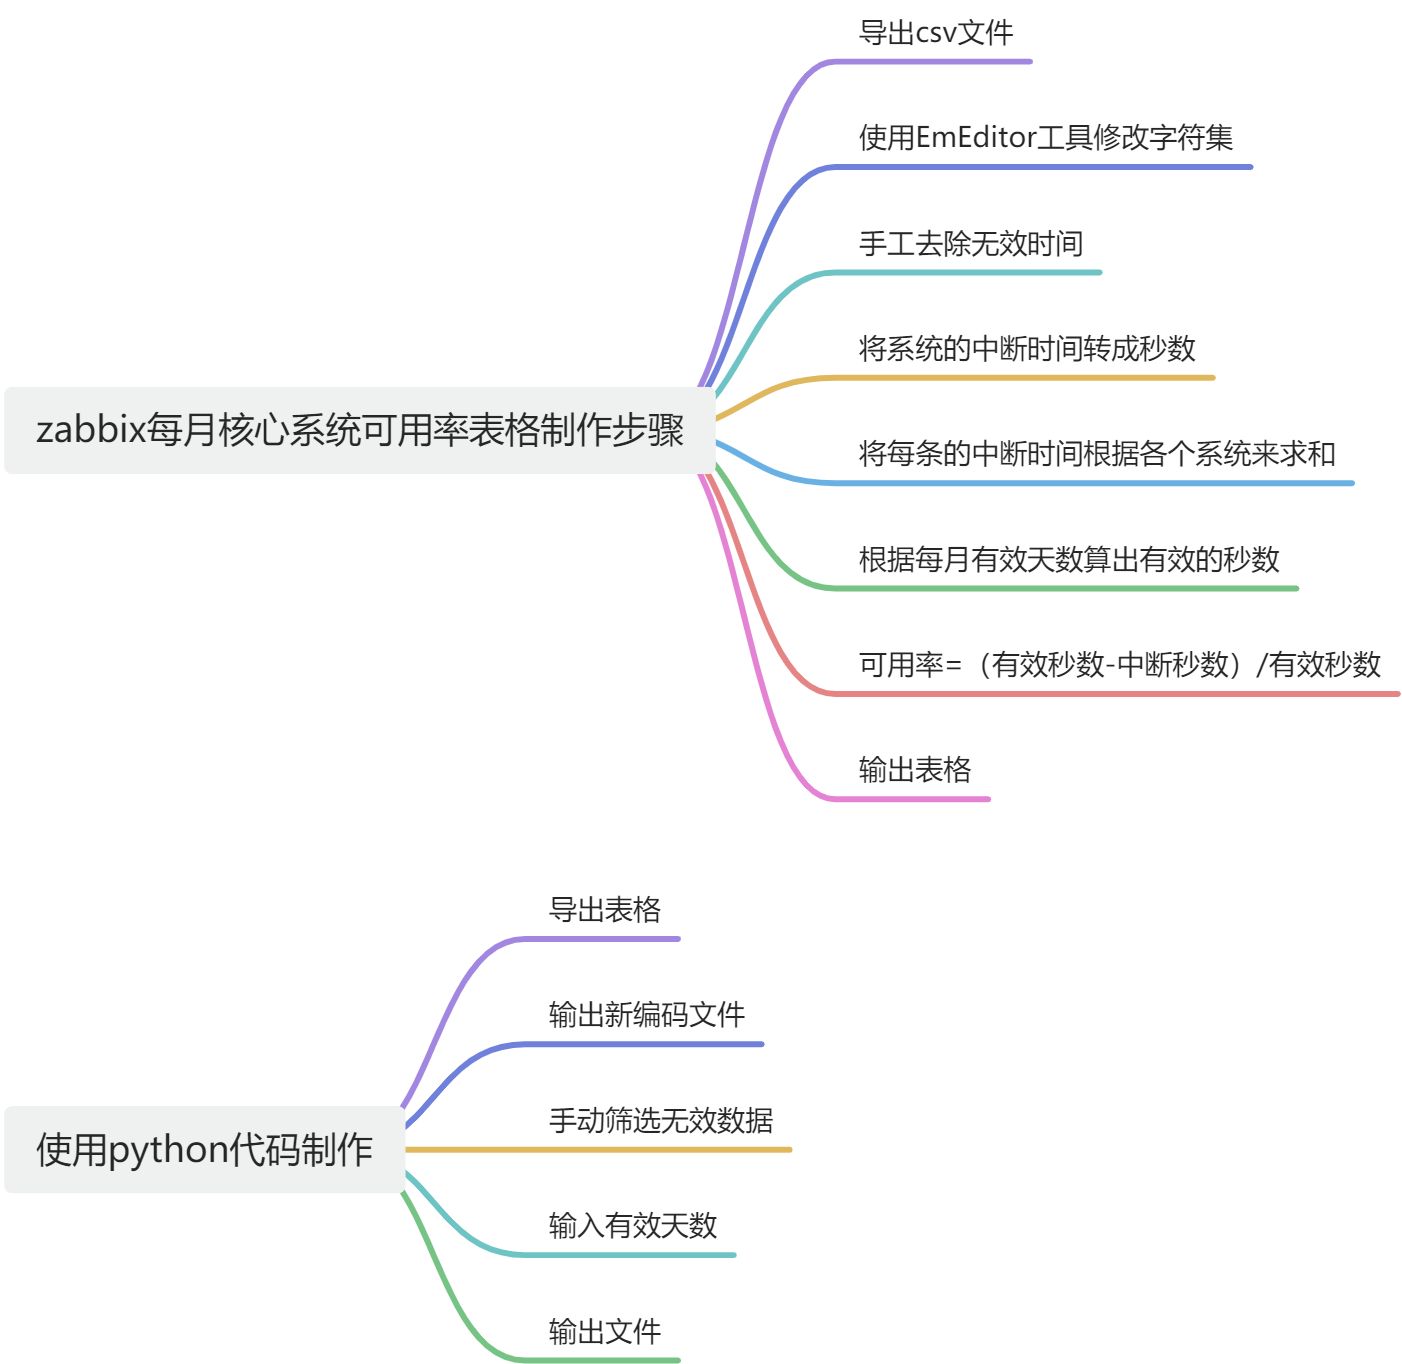 zabbix每月核心系统可用率表格制作步骤
导出csv文件
使用EmEditor工具修改字符集
手工去除无效时间
将系统的中断时间转成秒数
将每条的中断时间根据各个系统来求和
根据每月有效天数算出有效的秒数
可用率=（有效秒数-中断秒数）/有效秒数
输出表格
使用python代码制作
导出表格
输出新编码文件
手动筛选无效数据
输入有效天数
输出文件